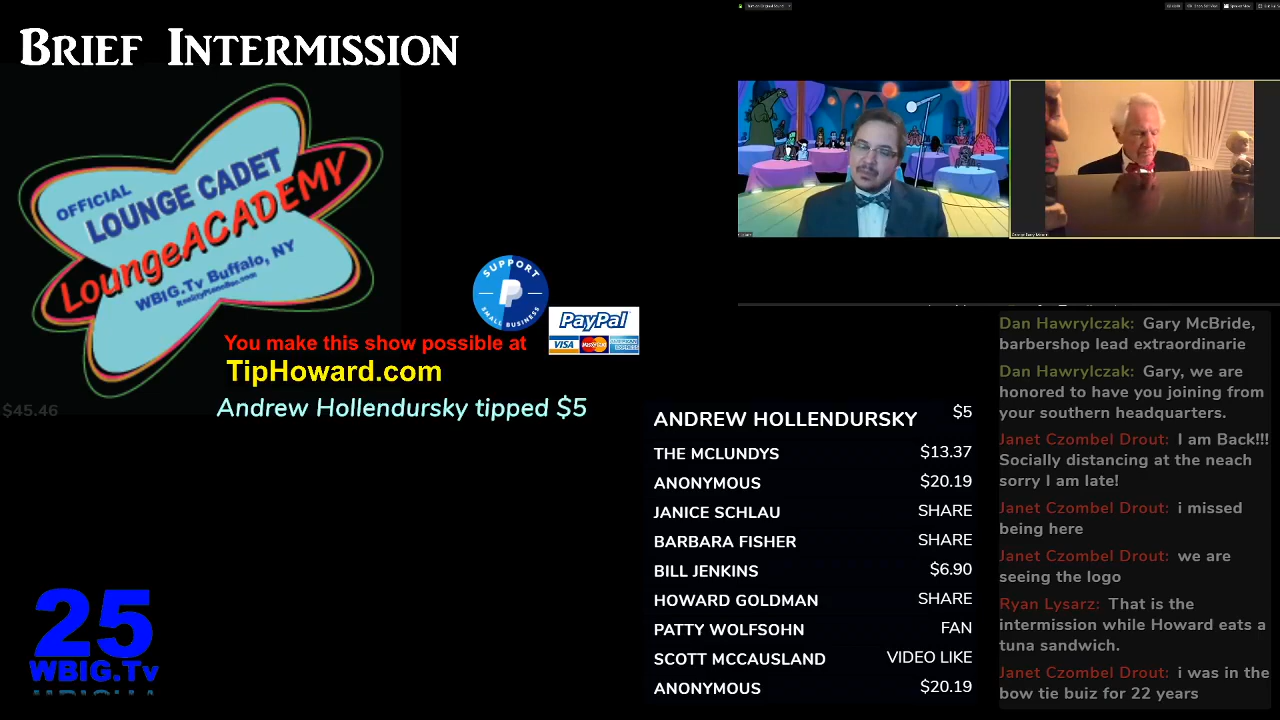 BRIEF INTERMISSION
OFFICIAL
LOUNGE CADET
LoungeACADEMY
WBIG.Tv Buffalo, NY
RealityPianoBar.com
SUPPORT
SMALL BUSINESS
PayPal
VISA
AMERICAN EXPRESS
You make this show possible at
TipHoward.com
Andrew Hollendursky tipped $5
$45.46
25
WBIG.Tv
ANDREW HOLLENDURSKY $5
THE MCLUNDYS $13.37
ANONYMOUS $20.19
JANICE SCHLAU SHARE
BARBARA FISHER SHARE
BILL JENKINS $6.90
HOWARD GOLDMAN SHARE
PATTY WOLFSOHN FAN
SCOTT MCCAUSLAND VIDEO LIKE
ANONYMOUS $20.19
Dan Hawrylczak: Gary McBride,
barbershop lead extraordinarie
Dan Hawrylczak: Gary, we are
honored to have you joining from
your southern headquarters.
Janet Czombel Drout: I am Back!!!
Socially distancing at the neach
sorry I am late!
Janet Czombel Drout: i missed
being here
Janet Czombel Drout: we are
seeing the logo
Ryan Lysarz: That is the
intermission while Howard eats a
tuna sandwich.
Janet Czombel Drout: i was in the
bow tie buiz for 22 years